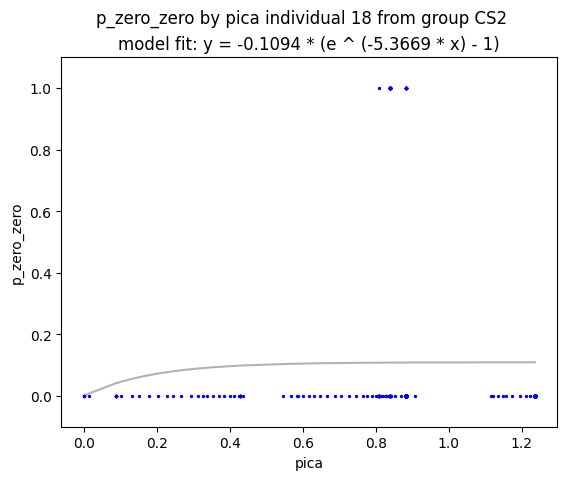 p_zero_zero by pica individual 18 from group CS2
model fit: y = -0.1094 * (e ^ (-5.3669 * x) - 1)
1.0
0.8
0.6
0.4
0.2
0.0
p_zero_zero
0.0 0.2 0.4 0.6 0.8 1.0 1.2
pica